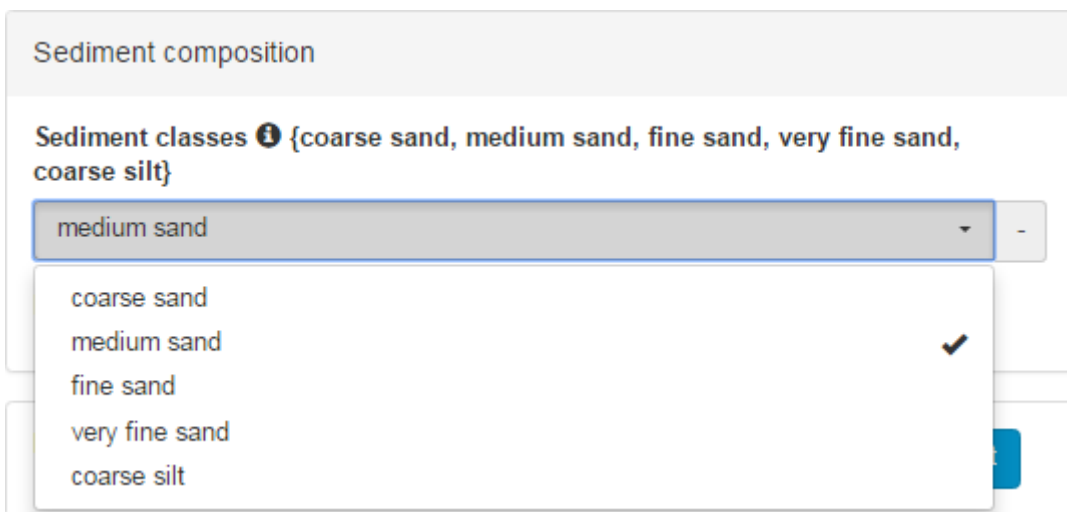 Sediment composition
Sediment classes {coarse sand, medium sand, fine sand, very fine sand,
coarse silt}
medium sand
-
coarse sand
medium sand
fine sand
very fine sand
coarse silt